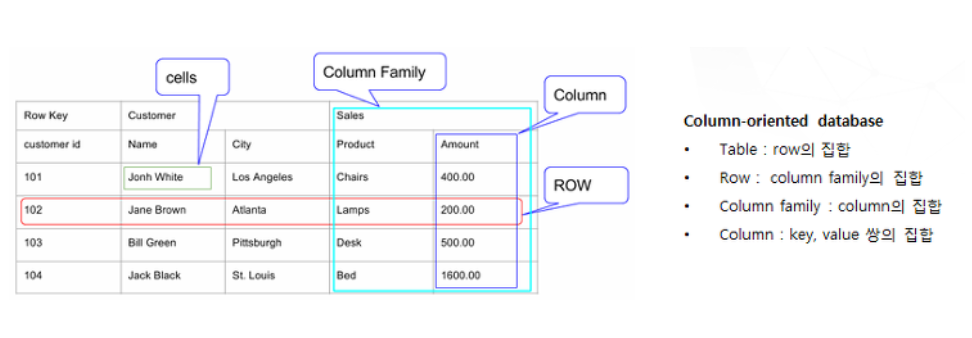 cells
Column Family
Column
Row Key Customer Sales
customer id Name City Product Amount
101 Jonh White Los Angeles Chairs 400.00
ROW
102 Jane Brown Atlanta Lamps 200.00
103 Bill Green Pittsburgh Desk 500.00
104 Jack Black St. Louis Bed 1600.00
Column-oriented database
• Table : row의 집합
• Row : column family의 집합
• Column family : column의 집합
• Column : key, value 쌍의 집합